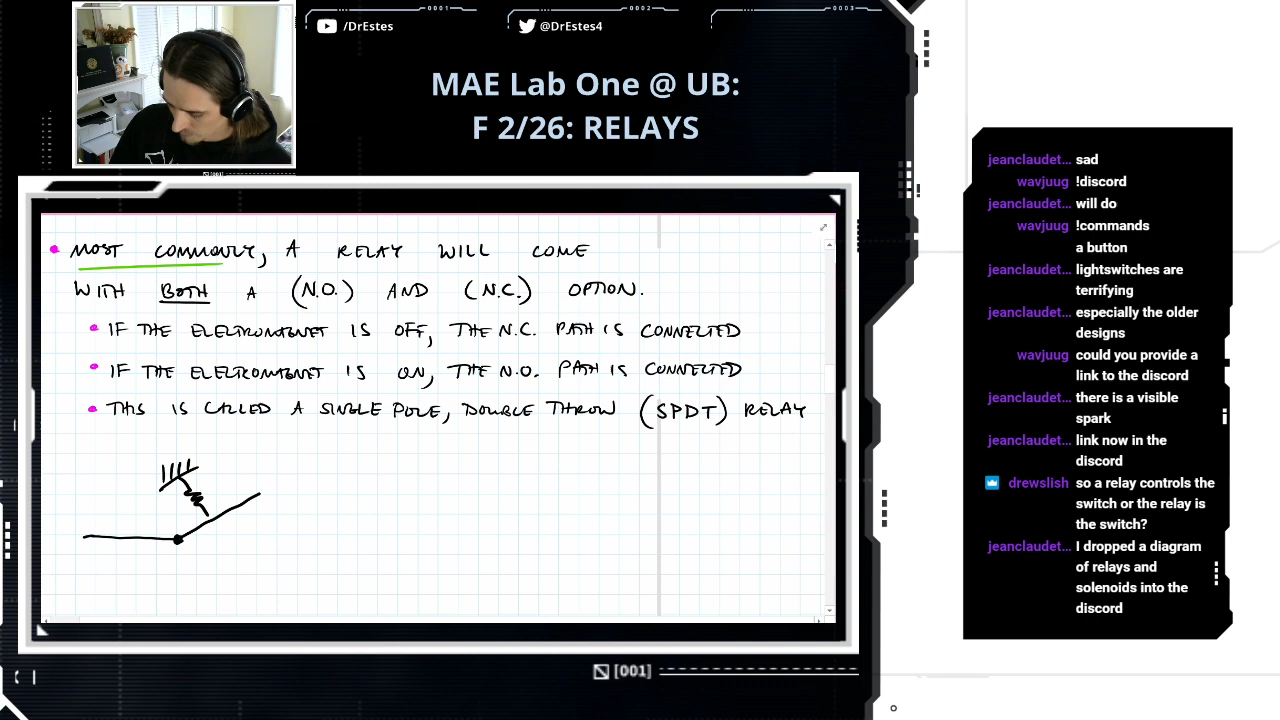 0001
0002
0003
/DrEstes
@DrEstes4
MAE Lab One @ UB:
F 2/26: RELAYS
[001]
• MOST COMMONLY, A RELAY WILL COME
WITH BOTH A (N.O.) AND (N.C.) OPTION.
• IF THE ELECTROMAGNET IS OFF, THE N.C. PATH IS CONNECTED
• IF THE ELECTROMAGNET IS ON, THE N.O. PATH IS CONNECTED
• THIS IS CALLED A SINGLE POLE, DOUBLE THROW (SPDT) RELAY
[001]
jeanclaudet... sad
wavjuug !discord
jeanclaudet... will do
wavjuug !commands
a button
jeanclaudet... lightswitches are
terrifying
jeanclaudet... especially the older
designs
wavjuug could you provide a
link to the discord
jeanclaudet... there is a visible
spark
jeanclaudet... link now in the
discord
drewslish so a relay controls the
switch or the relay is
the switch?
jeanclaudet... I dropped a diagram
of relays and
solenoids into the
discord